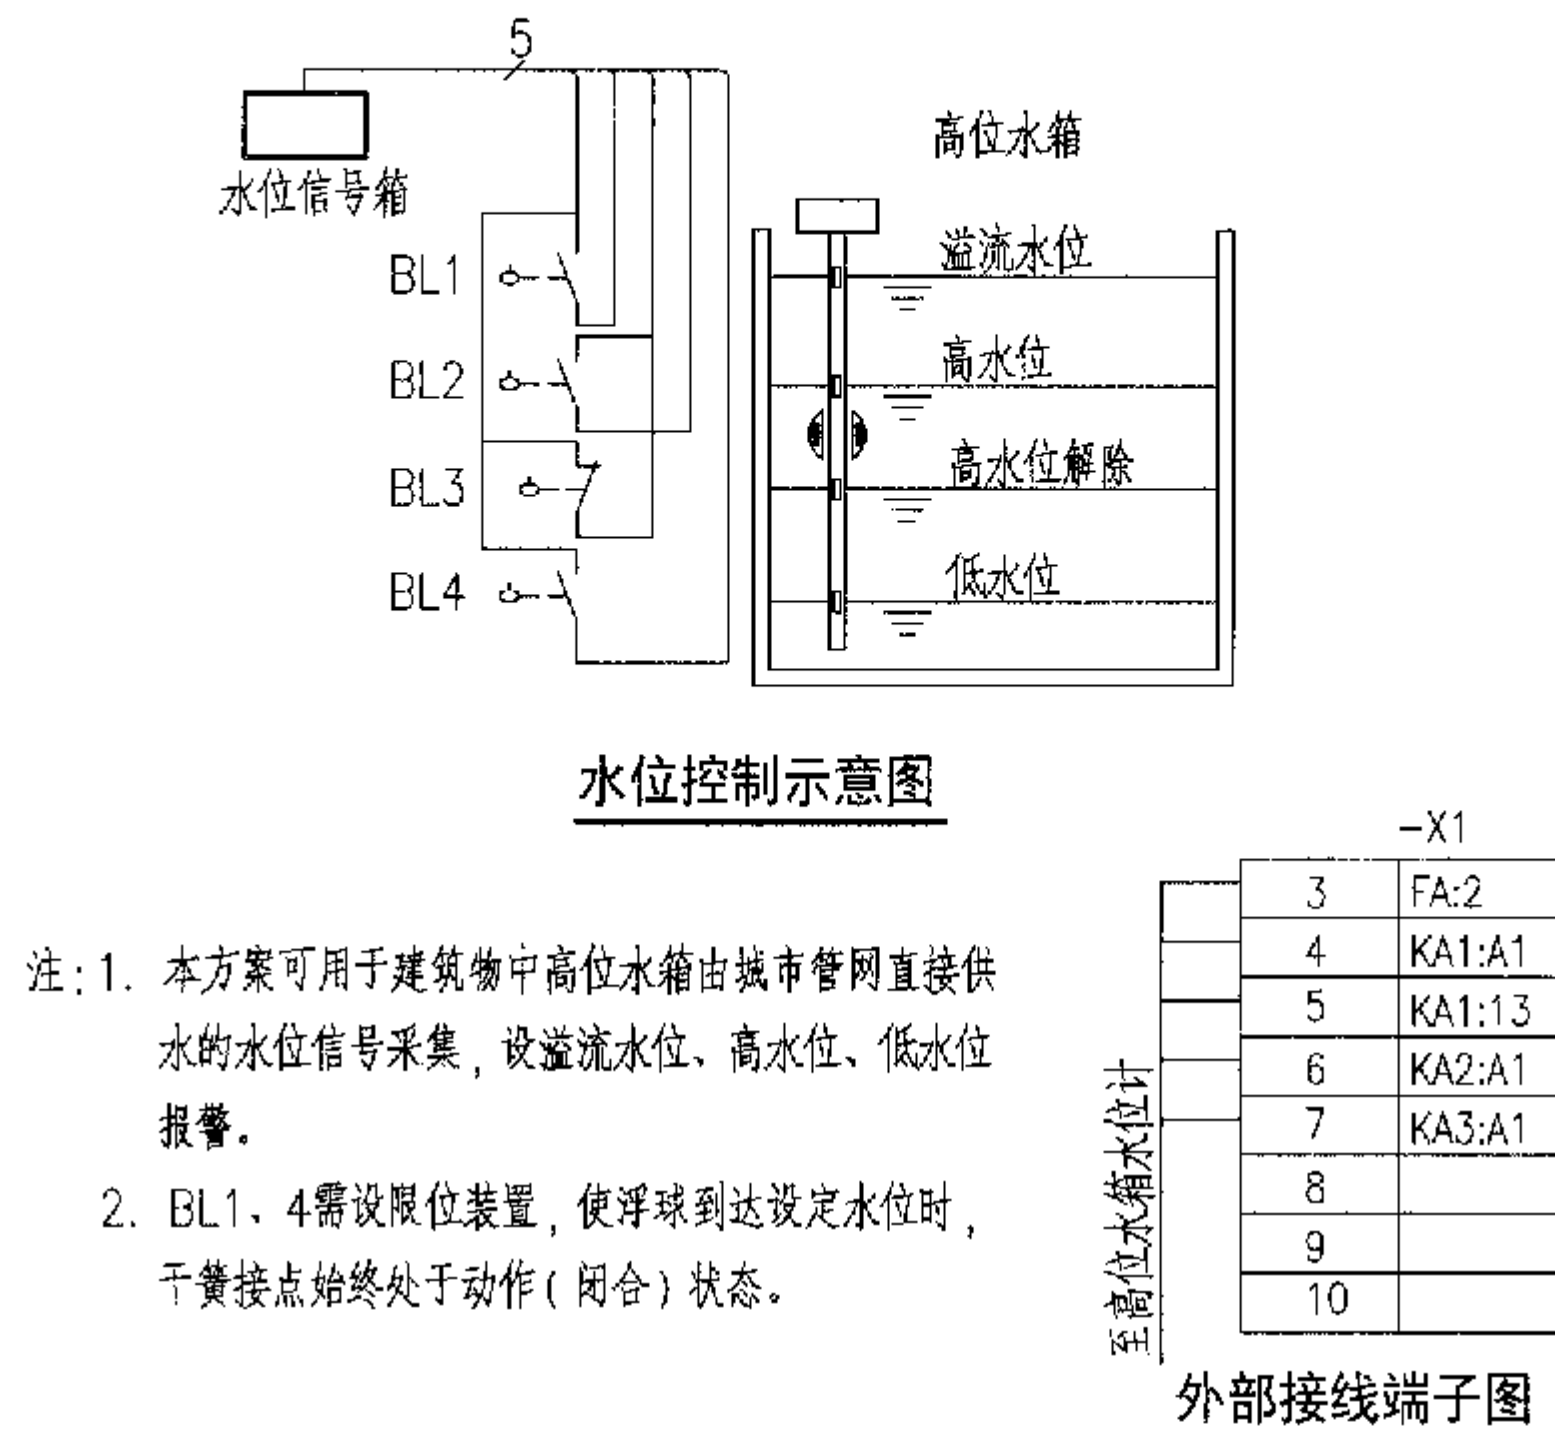 5
水位信号箱
高位水箱
BL1
溢流水位
BL2
高水位
BL3
高水位解除
BL4
低水位
水位控制示意图
注:1. 本方案可用于建筑物中高位水箱由城市管网直接供
水的水位信号采集,设溢流水位、高水位、低水位
报警。
2. BL1、4需设限位装置,使浮球到达设定水位时,
干簧接点始终处于动作(闭合)状态。
-X1
3 FA:2
4 KA1:A1
5 KA1:13
6 KA2:A1
7 KA3:A1
8
9
10
至高位水箱水位计
外部接线端子图